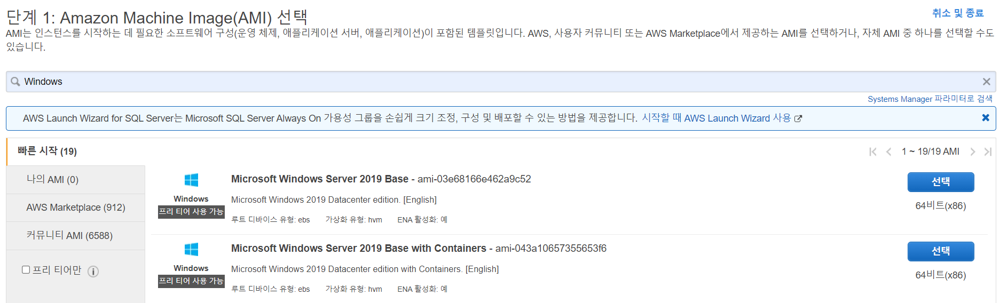 단계 1: Amazon Machine Image(AMI) 선택
취소 및 종료
AMI는 인스턴스를 시작하는 데 필요한 소프트웨어 구성(운영 체제, 애플리케이션 서버, 애플리케이션)이 포함된 템플릿입니다. AWS, 사용자 커뮤니티 또는 AWS Marketplace에서 제공하는 AMI를 선택하거나, 자체 AMI 중 하나를 선택할 수도
있습니다.
Windows
Systems Manager 파라미터로 검색
AWS Launch Wizard for SQL Server는 Microsoft SQL Server Always On 가용성 그룹을 손쉽게 크기 조정, 구성 및 배포할 수 있는 방법을 제공합니다. 시작할 때 AWS Launch Wizard 사용
빠른 시작 (19)
1 ~ 19/19 AMI
나의 AMI (0)
AWS Marketplace (912)
커뮤니티 AMI (6588)
프리 티어만
Windows
프리 티어 사용 가능
Microsoft Windows Server 2019 Base - ami-03e68166e462a9c52
Microsoft Windows 2019 Datacenter edition. [English]
루트 디바이스 유형: ebs 가상화 유형: hvm ENA 활성화: 예
선택
64비트(x86)
Windows
프리 티어 사용 가능
Microsoft Windows Server 2019 Base with Containers - ami-043a10657355653f6
Microsoft Windows 2019 Datacenter edition with Containers. [English]
루트 디바이스 유형: ebs 가상화 유형: hvm ENA 활성화: 예
선택
64비트(x86)